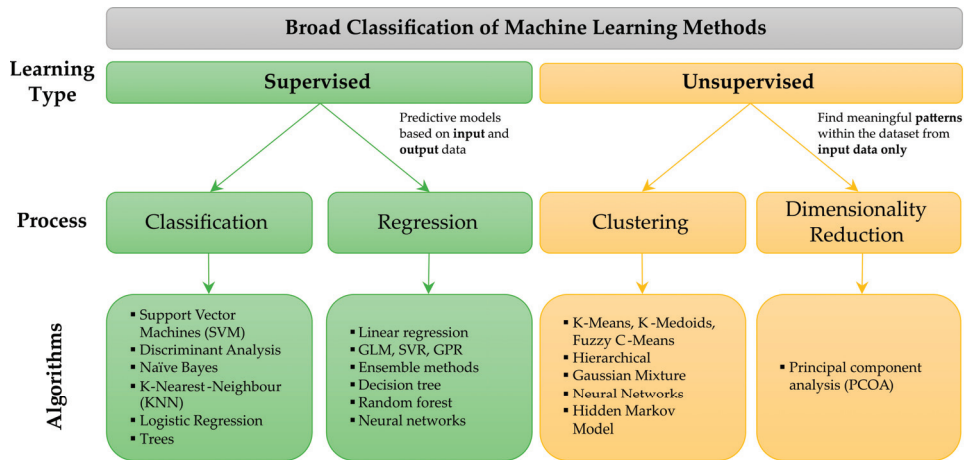 Broad Classification of Machine Learning Methods
Learning
Type
Supervised
Unsupervised
Predictive models
based on input and
output data
Find meaningful patterns
within the dataset from
input data only
Process
Classification
Regression
Clustering
Dimensionality
Reduction
Algorithms
▪ Support Vector
Machines (SVM)
▪ Discriminant Analysis
▪ Naïve Bayes
▪ K-Nearest-Neighbour
(KNN)
▪ Logistic Regression
▪ Trees
▪ Linear regression
▪ GLM, SVR, GPR
▪ Ensemble methods
▪ Decision tree
▪ Random forest
▪ Neural networks
▪ K-Means, K-Medoids,
Fuzzy C-Means
▪ Hierarchical
▪ Gaussian Mixture
▪ Neural Networks
▪ Hidden Markov
Model
▪ Principal component
analysis (PCOA)